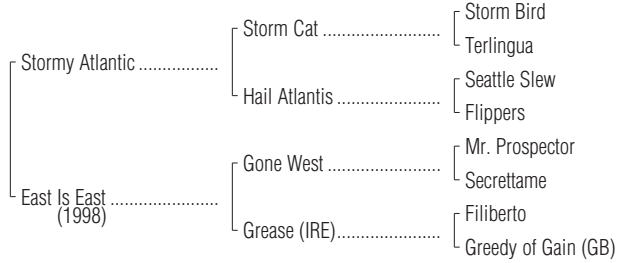 Storm Bird
Storm Cat ........................
Terlingua
Stormy Atlantic .................
Seattle Slew
Hail Atlantis .....................
Flippers
Mr. Prospector
Gone West .......................
Secrettame
East Is East .......................
(1998)
Filiberto
Grease (IRE).....................
Greedy of Gain (GB)